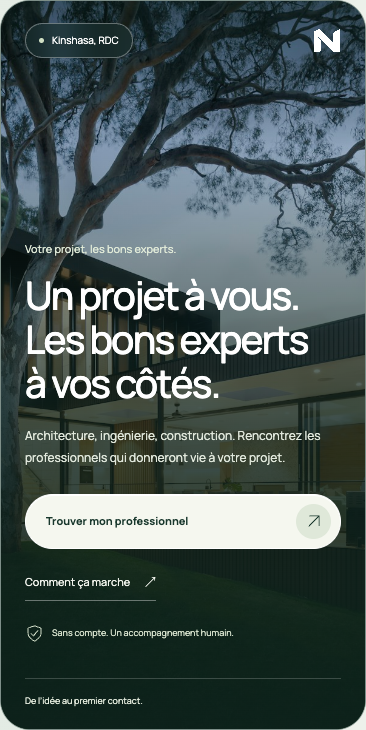 Kinshasa, RDC
N
Votre projet, les bons experts.
Un projet à vous.
Les bons experts
à vos côtés.
Architecture, ingénierie, construction. Rencontrez les
professionnels qui donneront vie à votre projet.
Trouver mon professionnel
Comment ça marche
Sans compte. Un accompagnement humain.
De l'idée au premier contact.